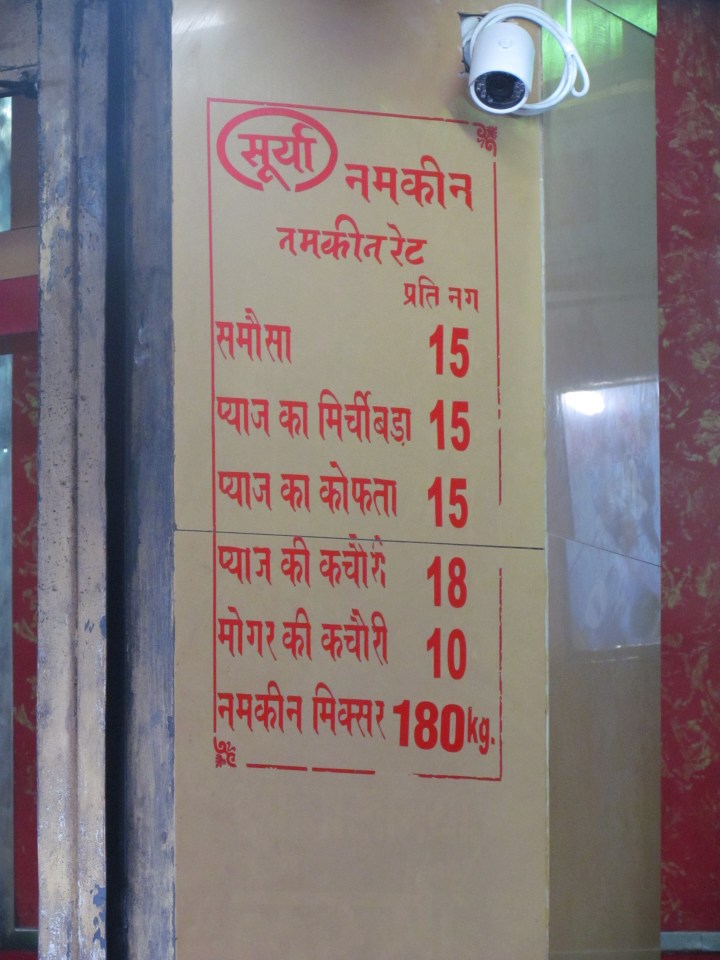 सूर्या नमकीन
नमकीन रेट
प्रति नग
समौसा 15
प्याज का मिर्चीबडा 15
प्याज का कोफता 15
प्याज की कचौरी 18
मोगर की कचौरी 10
नमकीन मिक्सर 180kg.